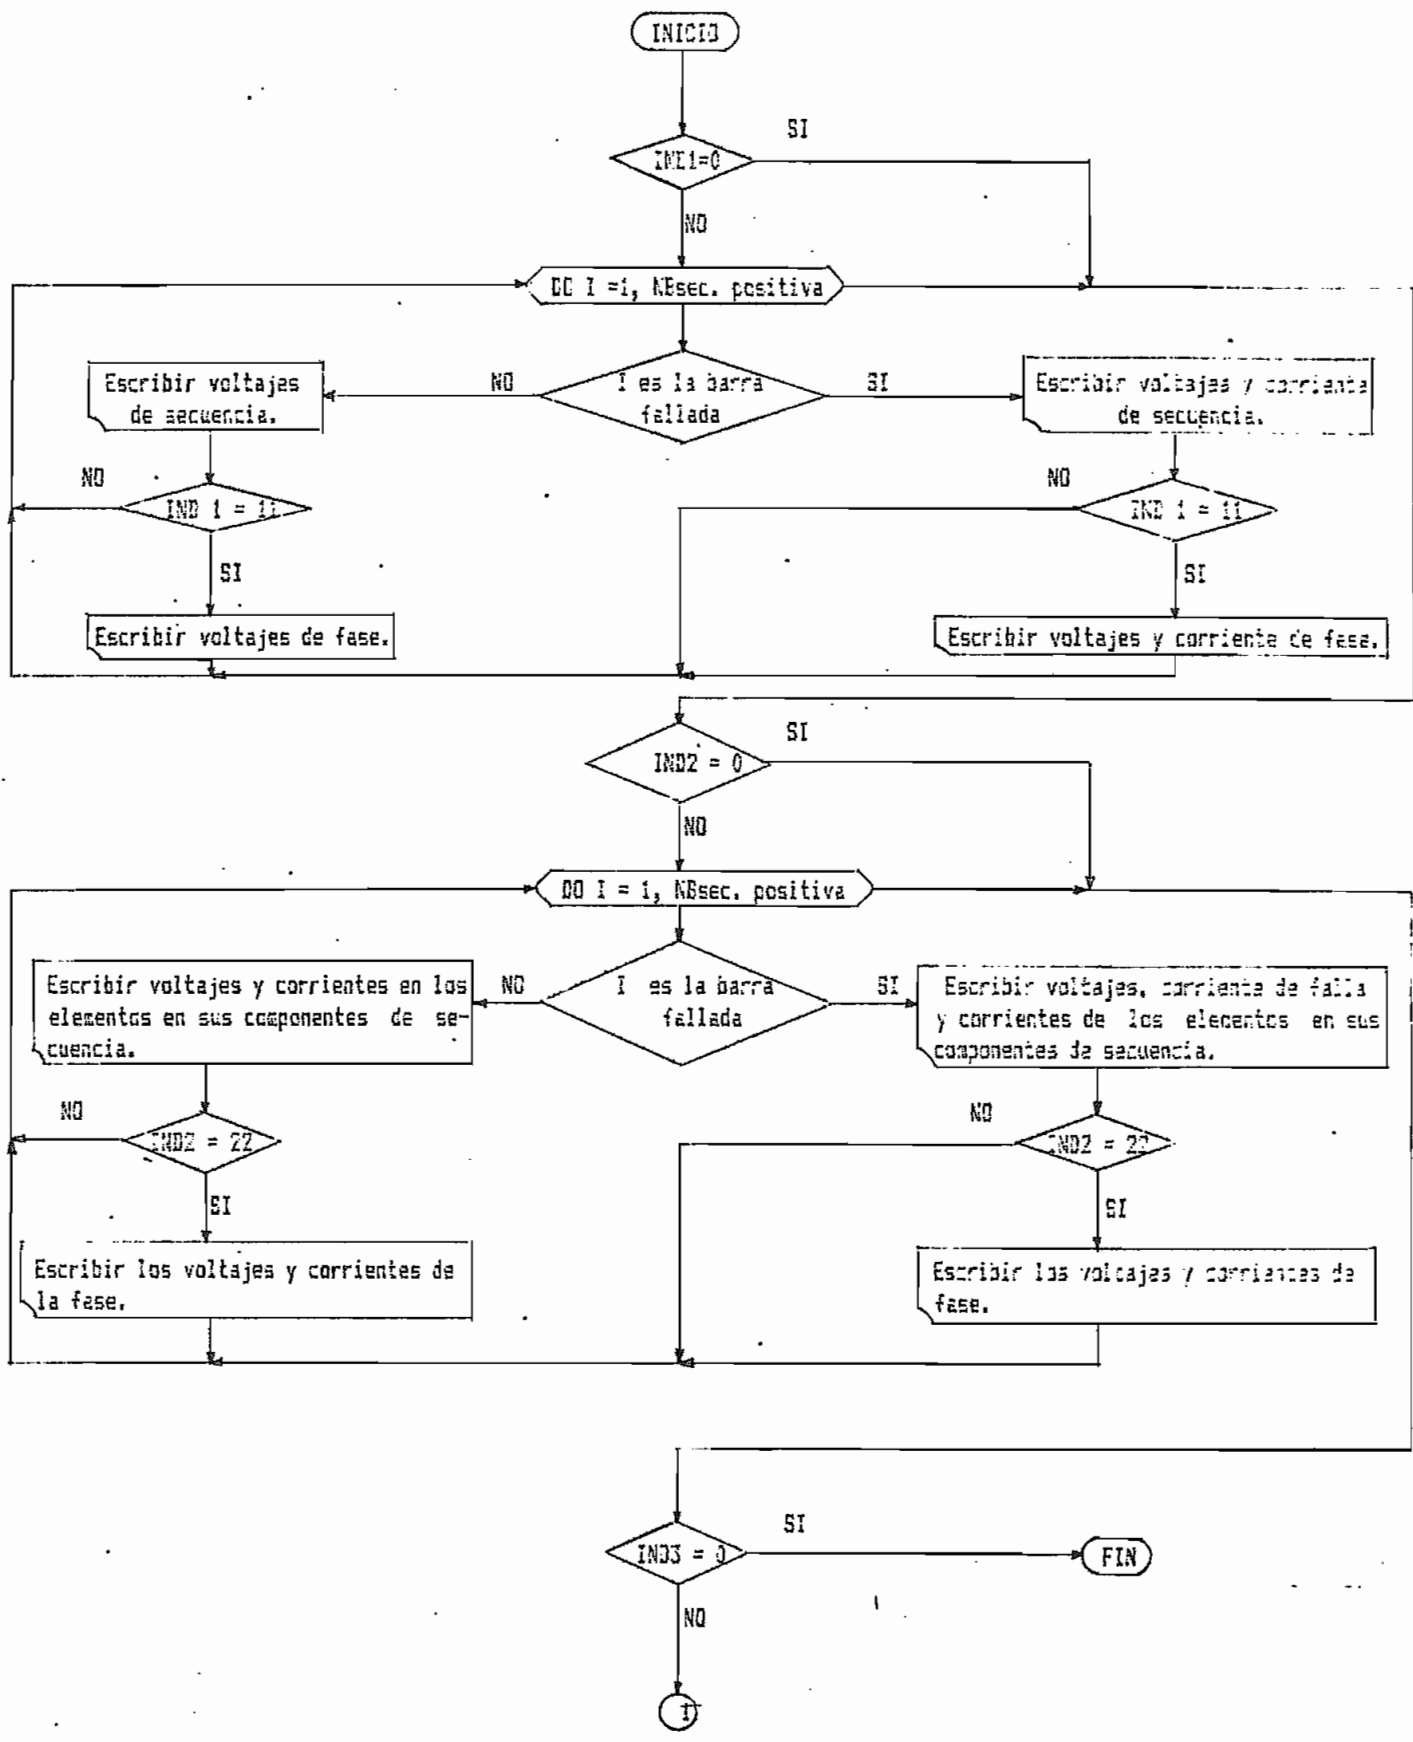 INICIO
SI
IND1=0
NO
DO I =1, NBsec. positiva
Escribir voltajes
de secuencia.
NO
I es la barra
fallada
SI
Escribir voltajes y corriente
de secuencia.
NO
IND 1 = 11
NO
IND 1 = 11
SI
SI
Escribir voltajes de fase.
Escribir voltajes y corriente de fase.
SI
IND2 = 0
NO
DO I = 1, NBsec. positiva
Escribir voltajes y corrientes en los
elementos en sus componentes de se-
cuencia.
NO
I es la barra
fallada
SI
Escribir voltajes, corriente de falla
y corrientes de los elementos en sus
componentes de secuencia.
NO
IND2 = 22
NO
IND2 = 22
SI
SI
Escribir los voltajes y corrientes de
la fase.
Escribir los voltajes y corrientes de
fase.
SI
IND3 = 0
FIN
NO
1